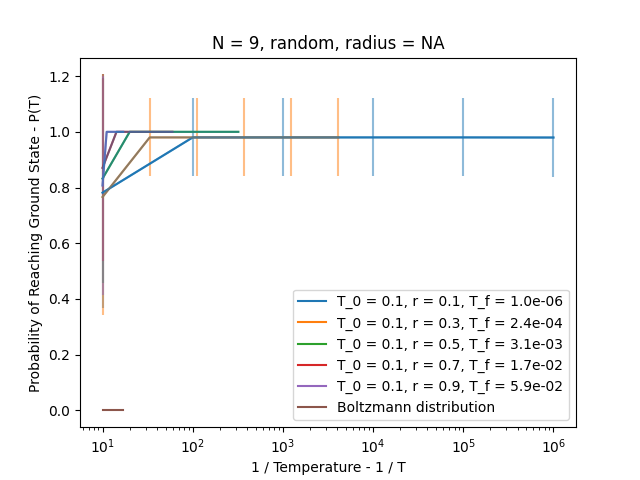 N = 9, random, radius = NA
Probability of Reaching Ground State - P(T)
1.2
1.0
0.8
0.6
0.4
0.2
0.0
T_0 = 0.1, r = 0.1, T_f = 1.0e-06
T_0 = 0.1, r = 0.3, T_f = 2.4e-04
T_0 = 0.1, r = 0.5, T_f = 3.1e-03
T_0 = 0.1, r = 0.7, T_f = 1.7e-02
T_0 = 0.1, r = 0.9, T_f = 5.9e-02
Boltzmann distribution
10¹ 10² 10³ 10⁴ 10⁵ 10⁶
1 / Temperature - 1 / T